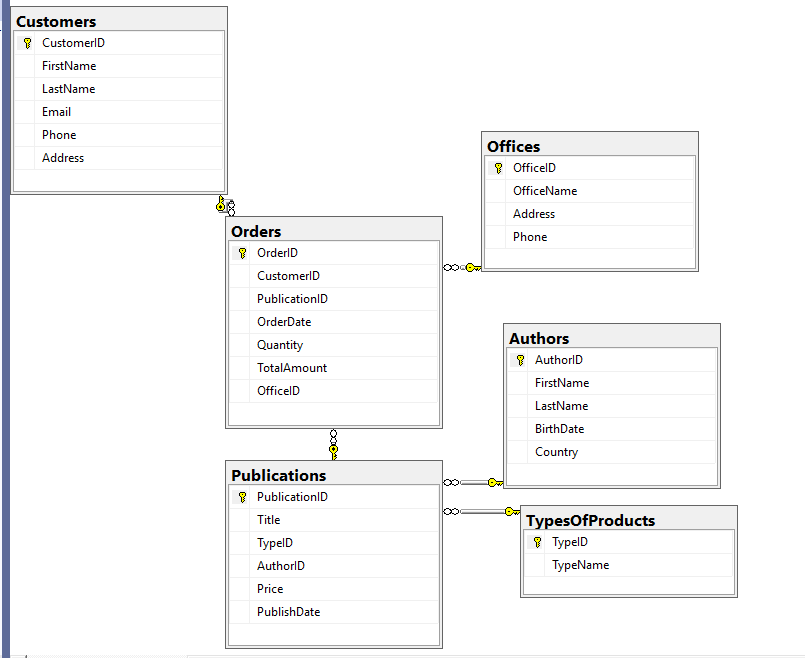 Customers
CustomerID
FirstName
LastName
Email
Phone
Address
Offices
OfficeID
OfficeName
Address
Phone
Orders
OrderID
CustomerID
PublicationID
OrderDate
Quantity
TotalAmount
OfficeID
Authors
AuthorID
FirstName
LastName
BirthDate
Country
Publications
PublicationID
Title
TypeID
AuthorID
Price
PublishDate
TypesOfProducts
TypeID
TypeName